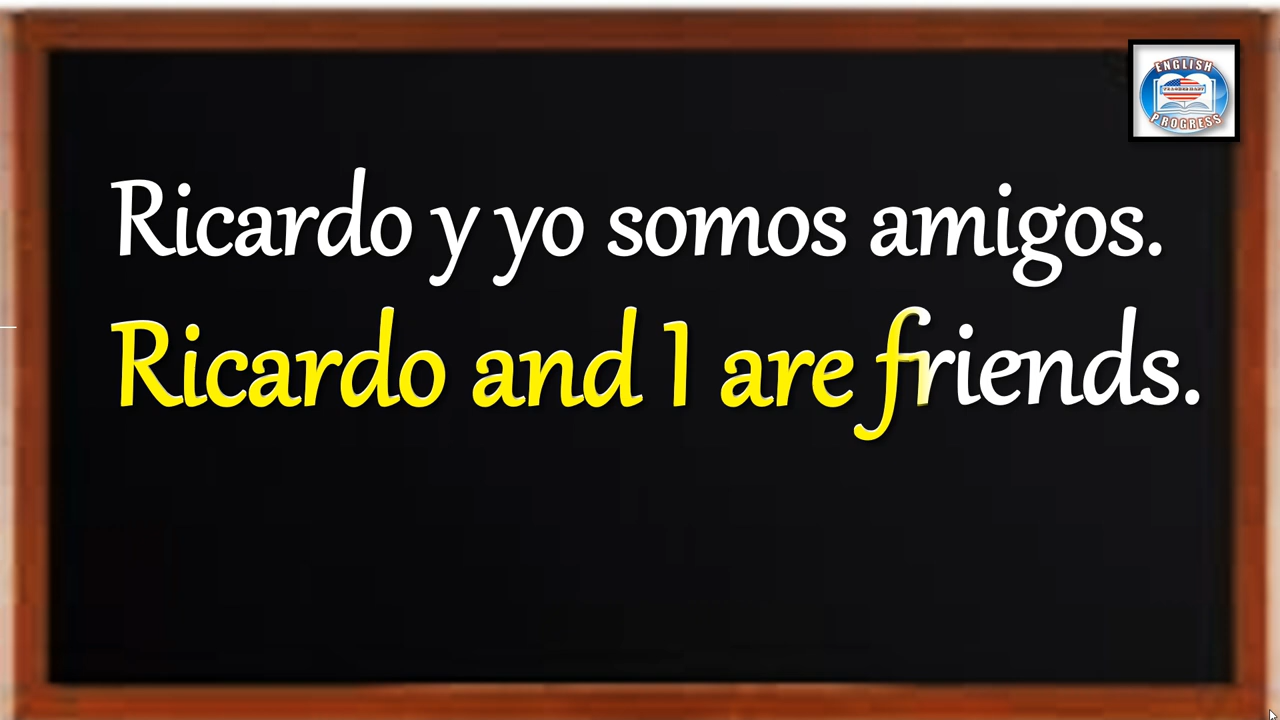 ENGLISH
PROGRESS
Ricardo y yo somos amigos.
Ricardo and I are friends.